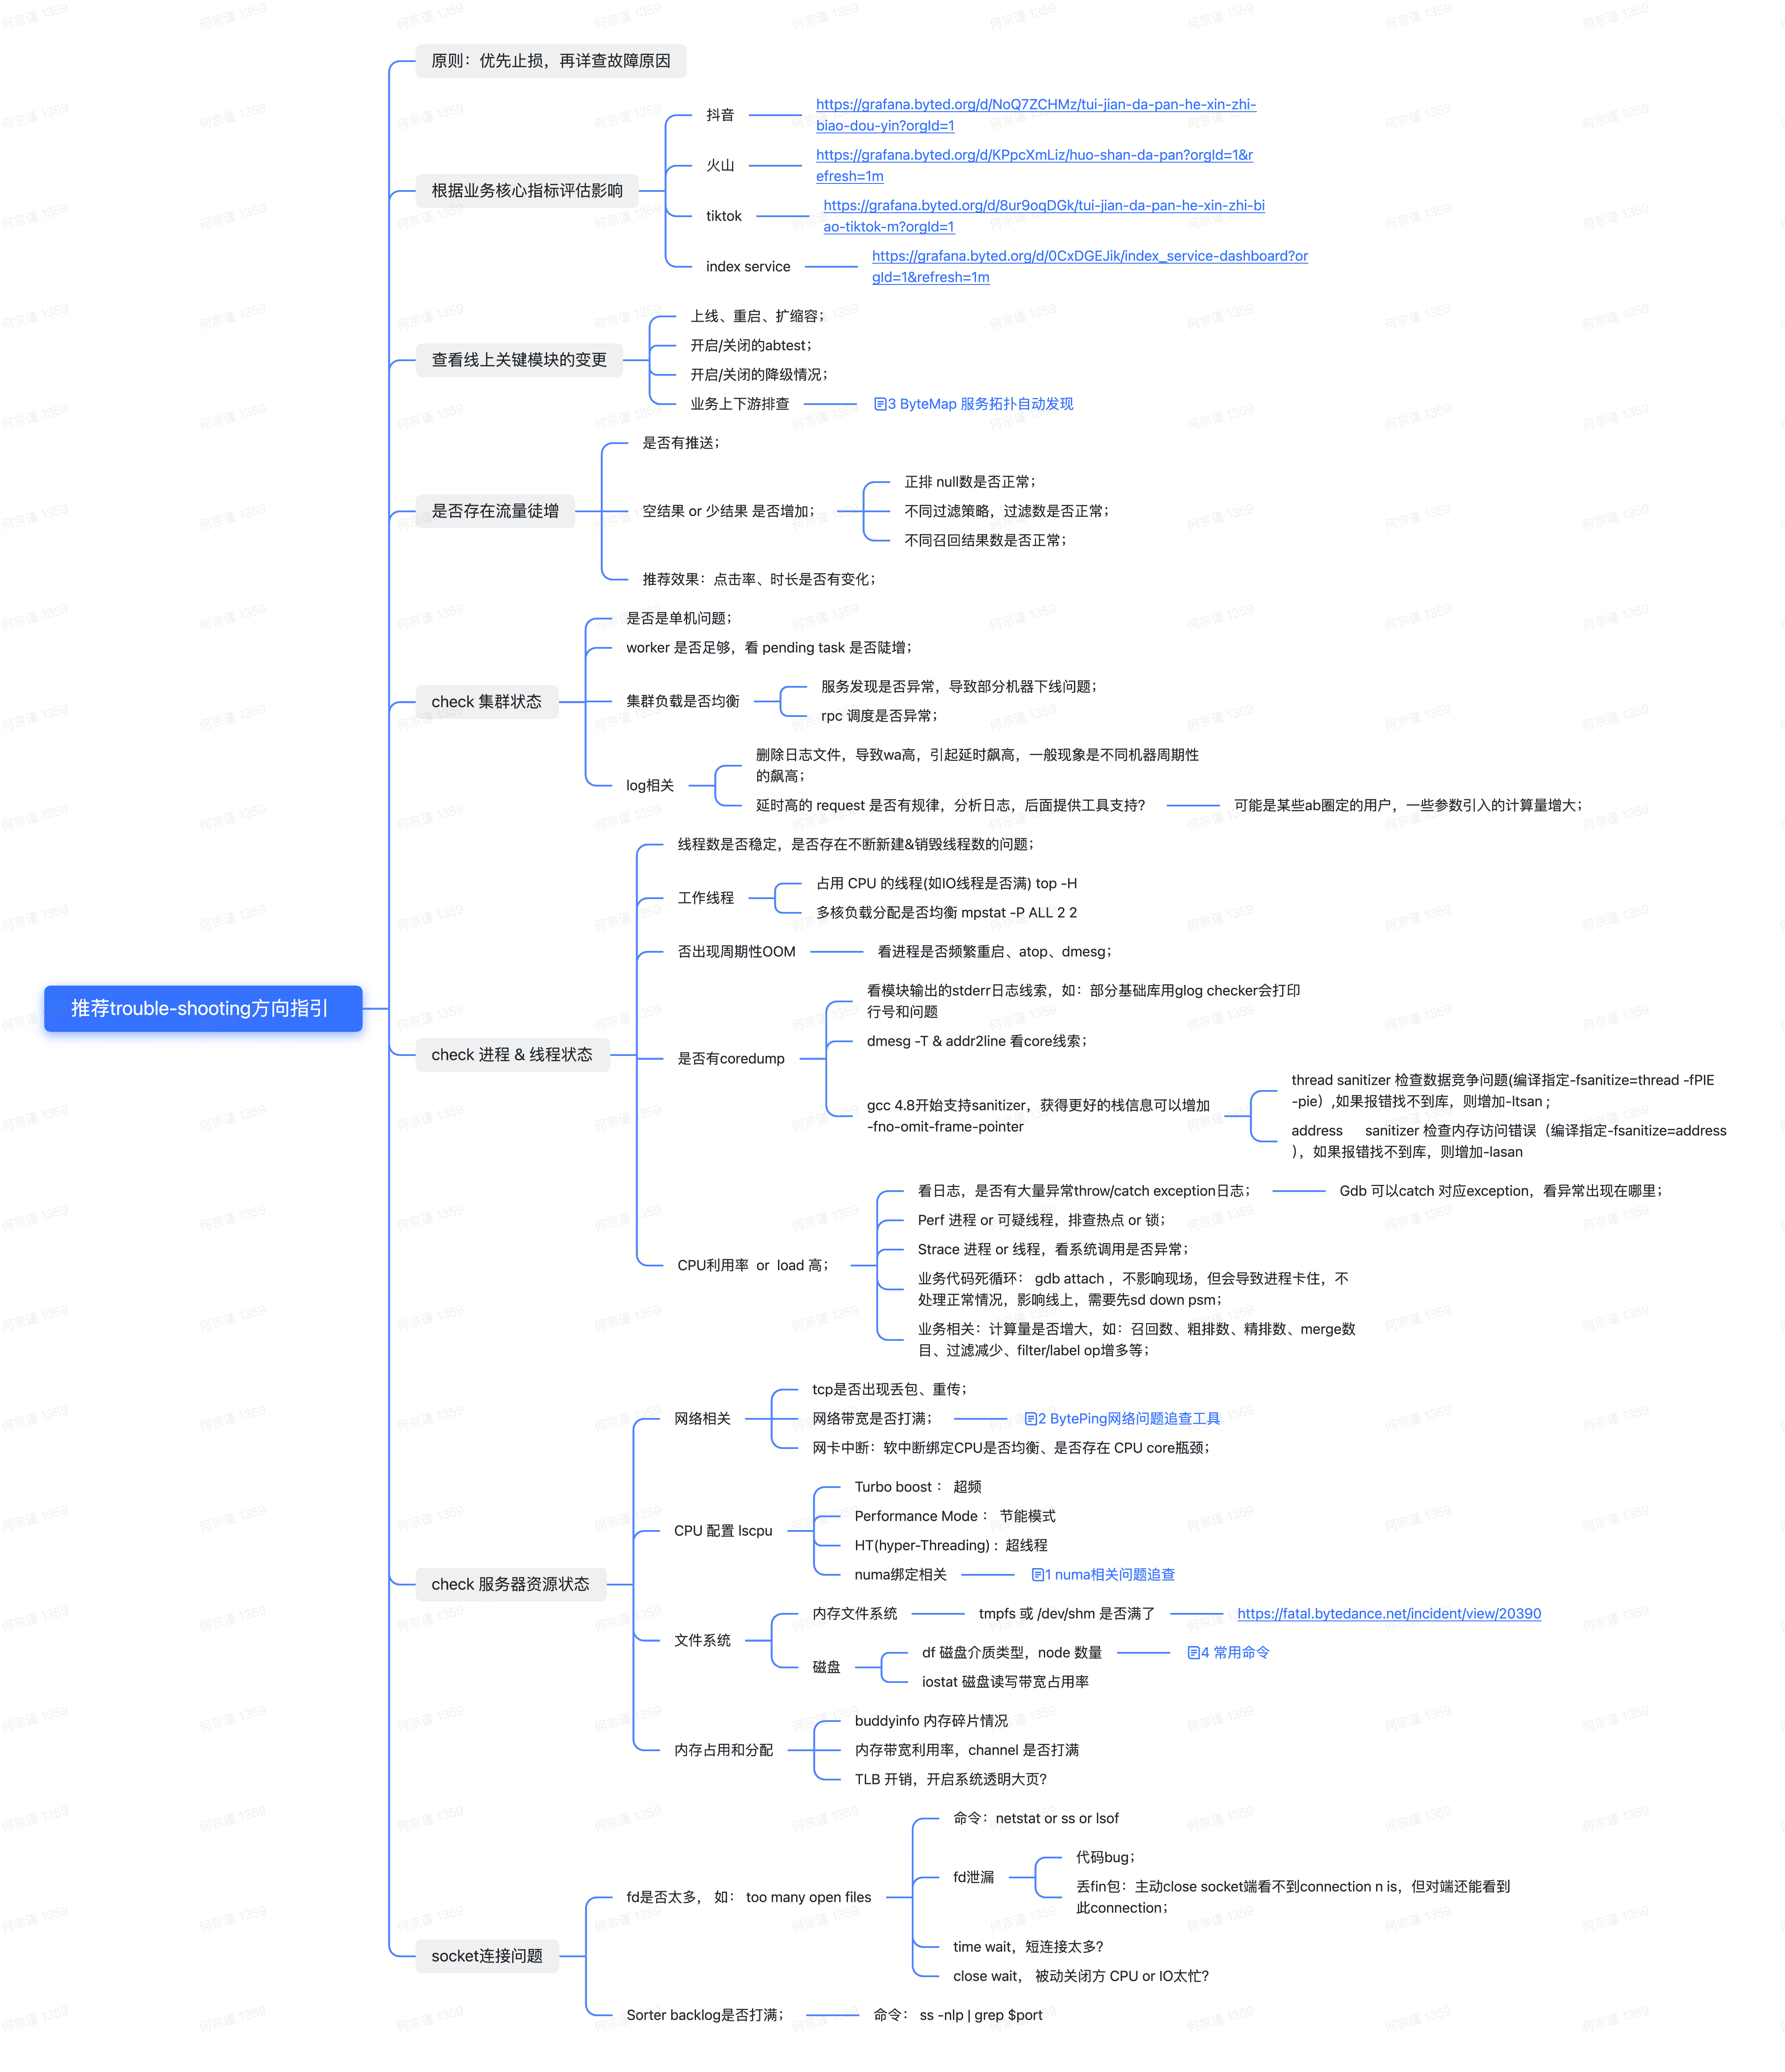 推荐trouble-shooting方向指引
原则：优先止损，再详查故障原因
根据业务核心指标评估影响
抖音
https://grafana.byted.org/d/NoQ7ZCHMz/tui-jian-da-pan-he-xin-zhi-
biao-dou-yin?orgId=1
火山
https://grafana.byted.org/d/KPpcXmLiz/huo-shan-da-pan?orgId=1&r
efresh=1m
tiktok
https://grafana.byted.org/d/8ur9oqDGk/tui-jian-da-pan-he-xin-zhi-bi
ao-tiktok-m?orgId=1
index service
https://grafana.byted.org/d/0CxDGEJik/index_service-dashboard?or
gId=1&refresh=1m
查看线上关键模块的变更
上线、重启、扩缩容；
开启/关闭的abtest；
开启/关闭的降级情况；
业务上下游排查
3 ByteMap 服务拓扑自动发现
是否存在流量徒增
是否有推送；
空结果 or 少结果 是否增加；
正排 null数是否正常；
不同过滤策略，过滤数是否正常；
不同召回结果数是否正常；
推荐效果：点击率、时长是否有变化；
check 集群状态
是否是单机问题；
worker 是否足够，看 pending task 是否陡增；
集群负载是否均衡
服务发现是否异常，导致部分机器下线问题；
rpc 调度是否异常；
log相关
删除日志文件，导致wa高，引起延时飙高，一般现象是不同机器周期性
的飙高；
延时高的 request 是否有规律，分析日志，后面提供工具支持？
可能是某些ab圈定的用户，一些参数引入的计算量增大；
check 进程 & 线程状态
线程数是否稳定，是否存在不断新建&销毁线程数的问题；
工作线程
占用 CPU 的线程(如IO线程是否满) top -H
多核负载分配是否均衡 mpstat -P ALL 2 2
否出现周期性OOM
看进程是否频繁重启、atop、dmesg；
是否有coredump
看模块输出的stderr日志线索，如：部分基础库用glog checker会打印
行号和问题
dmesg -T & addr2line 看core线索；
gcc 4.8开始支持sanitizer，获得更好的栈信息可以增加
-fno-omit-frame-pointer
thread sanitizer 检查数据竞争问题(编译指定-fsanitize=thread -fPIE
-pie）,如果报错找不到库，则增加-ltsan ;
address sanitizer 检查内存访问错误（编译指定-fsanitize=address
），如果报错找不到库，则增加-lasan
CPU利用率 or load 高；
看日志，是否有大量异常throw/catch exception日志；
Gdb 可以catch 对应exception，看异常出现在哪里；
Perf 进程 or 可疑线程，排查热点 or 锁；
Strace 进程 or 线程，看系统调用是否异常；
业务代码死循环： gdb attach ，不影响现场，但会导致进程卡住，不
处理正常情况，影响线上，需要先sd down psm；
业务相关：计算量是否增大，如：召回数、粗排数、精排数、merge数
目、过滤减少、filter/label op增多等；
check 服务器资源状态
网络相关
tcp是否出现丢包、重传；
网络带宽是否打满；
2 BytePing网络问题追查工具
网卡中断：软中断绑定CPU是否均衡、是否存在 CPU core瓶颈；
CPU 配置 lscpu
Turbo boost： 超频
Performance Mode： 节能模式
HT(hyper-Threading) : 超线程
numa绑定相关
1 numa相关问题追查
文件系统
内存文件系统
tmpfs 或 /dev/shm 是否满了
https://fatal.bytedance.net/incident/view/20390
磁盘
df 磁盘介质类型，node 数量
4 常用命令
iostat 磁盘读写带宽占用率
内存占用和分配
buddyinfo 内存碎片情况
内存带宽利用率，channel 是否打满
TLB 开销，开启系统透明大页?
socket连接问题
fd是否太多， 如： too many open files
命令：netstat or ss or lsof
fd泄漏
代码bug；
丢fin包：主动close socket端看不到connection n is，但对端还能看到
此connection；
time wait，短连接太多?
close wait， 被动关闭方 CPU or IO太忙?
Sorter backlog是否打满；
命令： ss -nlp | grep $port
何宗谨 1359